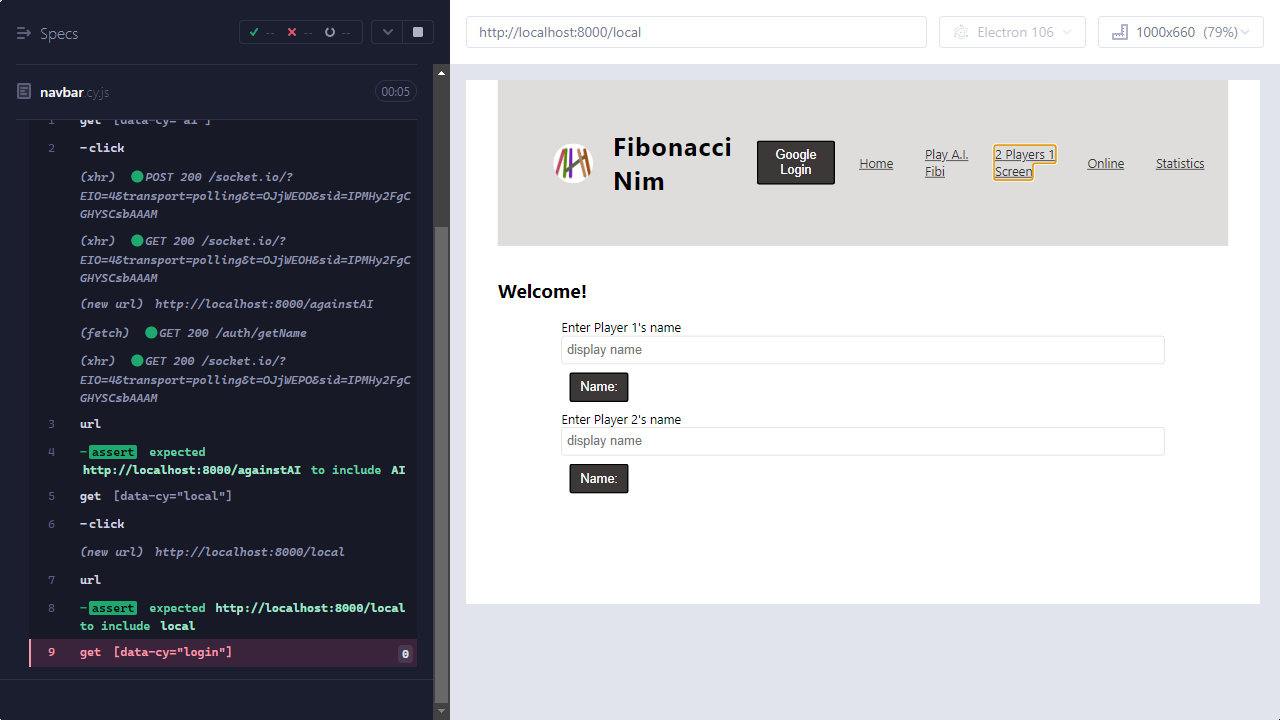 Specs
-- -- --
navbar.cy.js 00:05
1 get [data-cy="ai"]
2 -click
(xhr) POST 200 /socket.io/?
EIO=4&transport=polling&t=OJjWEOD&sid=IPMHy2FgC
GHYSCsbAAAM
(xhr) GET 200 /socket.io/?
EIO=4&transport=polling&t=OJjWEOH&sid=IPMHy2FgC
GHYSCsbAAAM
(new url) http://localhost:8000/againstAI
(fetch) GET 200 /auth/getName
(xhr) GET 200 /socket.io/?
EIO=4&transport=polling&t=OJjWEPO&sid=IPMHy2FgC
GHYSCsbAAAM
3 url
4 -assert expected
http://localhost:8000/againstAI to include AI
5 get [data-cy="local"]
6 -click
(new url) http://localhost:8000/local
7 url
8 -assert expected http://localhost:8000/local
to include local
9 get [data-cy="login"] 0
http://localhost:8000/local
Electron 106
1000x660 (79%)
Fibonacci
Nim
Google
Login
Home
Play A.I.
Fibi
2 Players 1
Screen
Online
Statistics
Welcome!
Enter Player 1's name
display name
Name:
Enter Player 2's name
display name
Name: